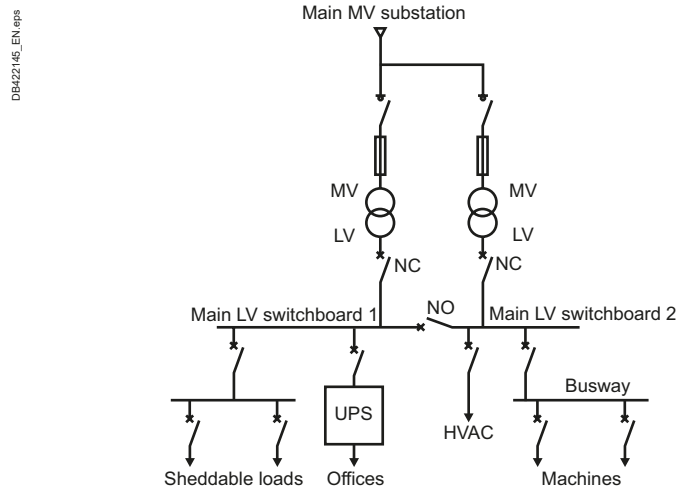 DB422145_EN.eps
Main MV substation
MV
MV
LV
LV
NC
NC
Main LV switchboard 1
NO
Main LV switchboard 2
Busway
UPS
HVAC
Sheddable loads
Offices
Machines